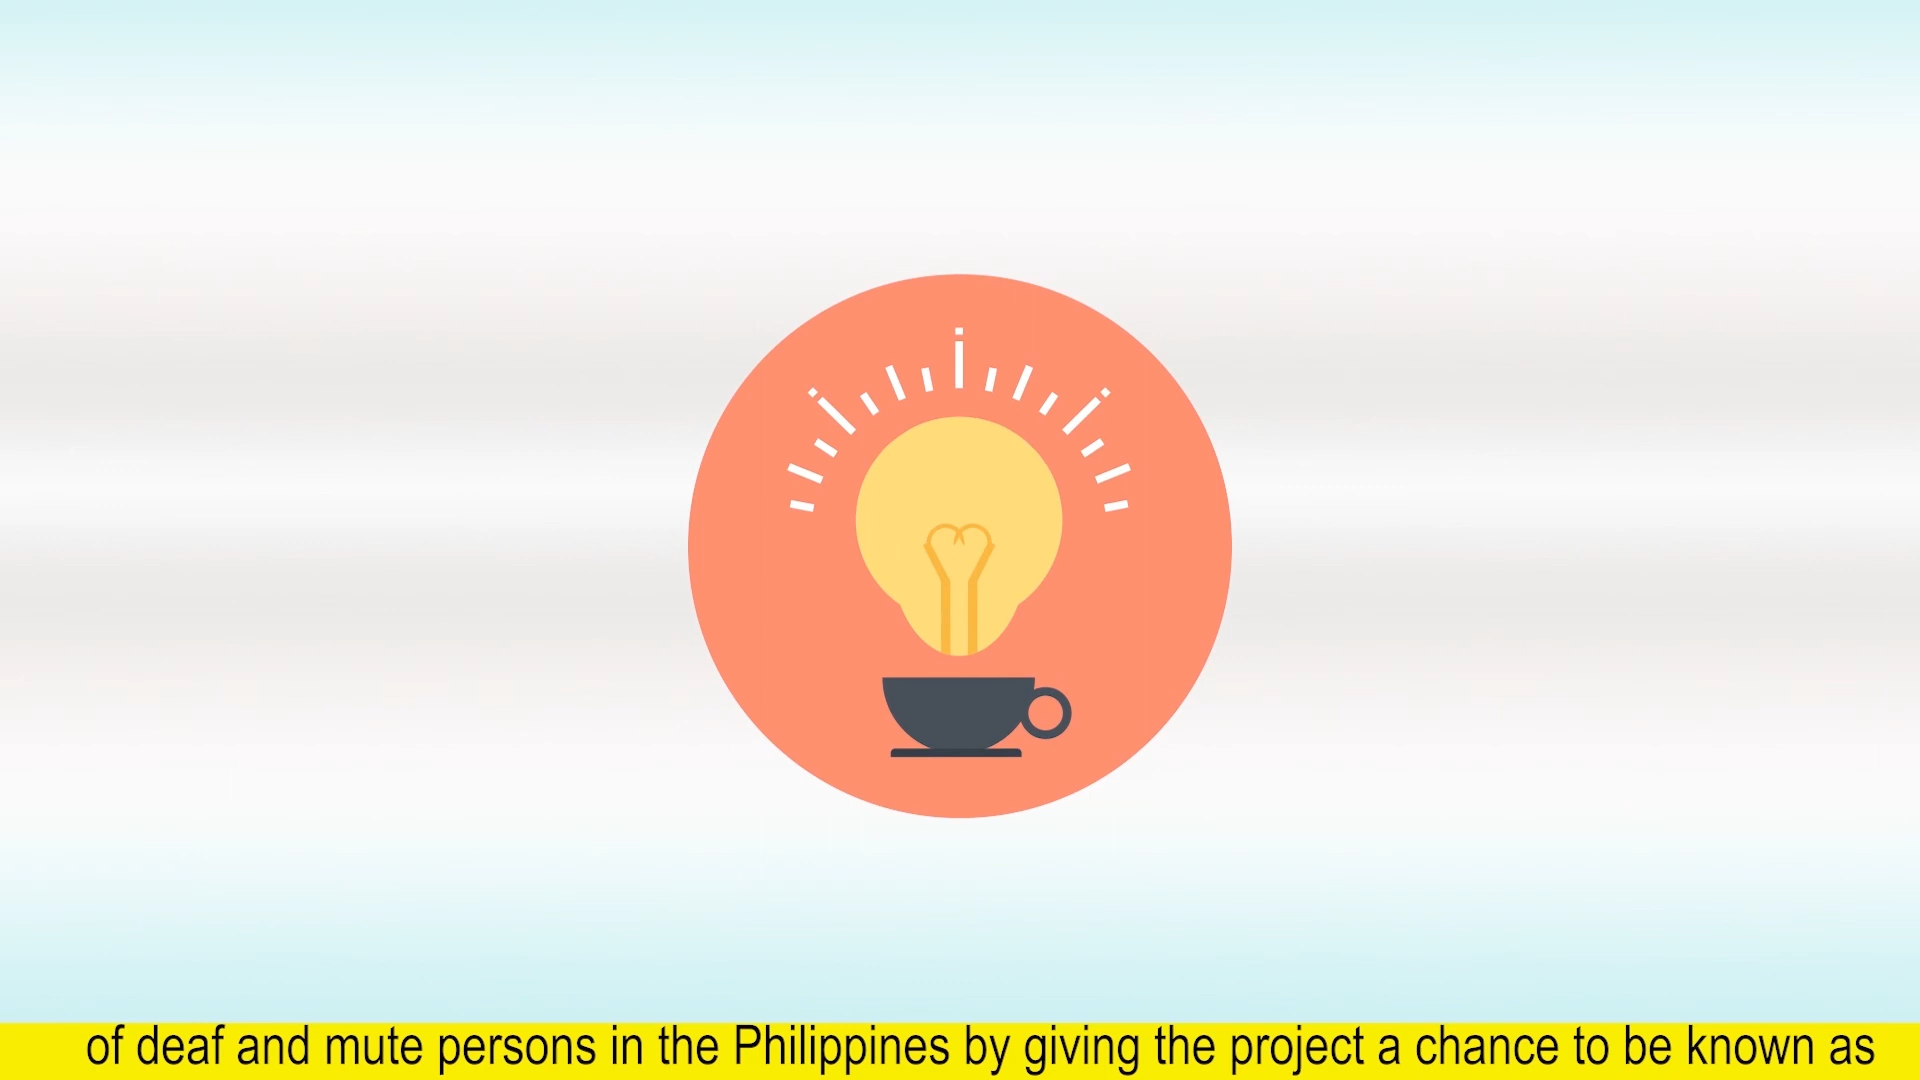 of deaf and mute persons in the Philippines by giving the project a chance to be known as